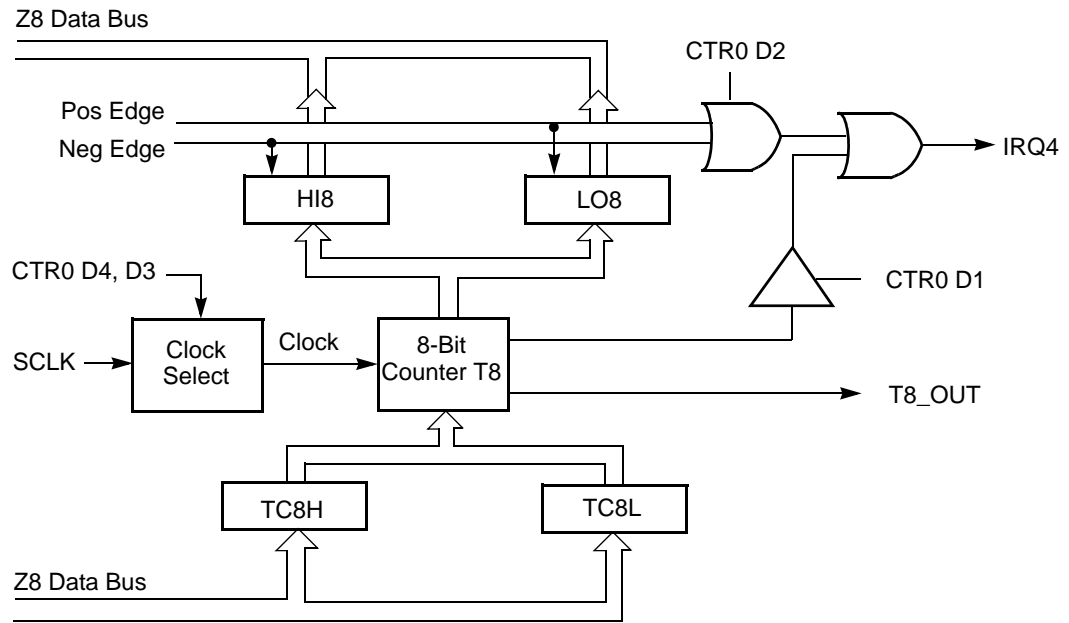 Z8 Data Bus
CTR0 D2
Pos Edge
Neg Edge
IRQ4
HI8
LO8
CTR0 D4, D3
CTR0 D1
SCLK
Clock
Select
Clock
8-Bit
Counter T8
T8_OUT
TC8H
TC8L
Z8 Data Bus